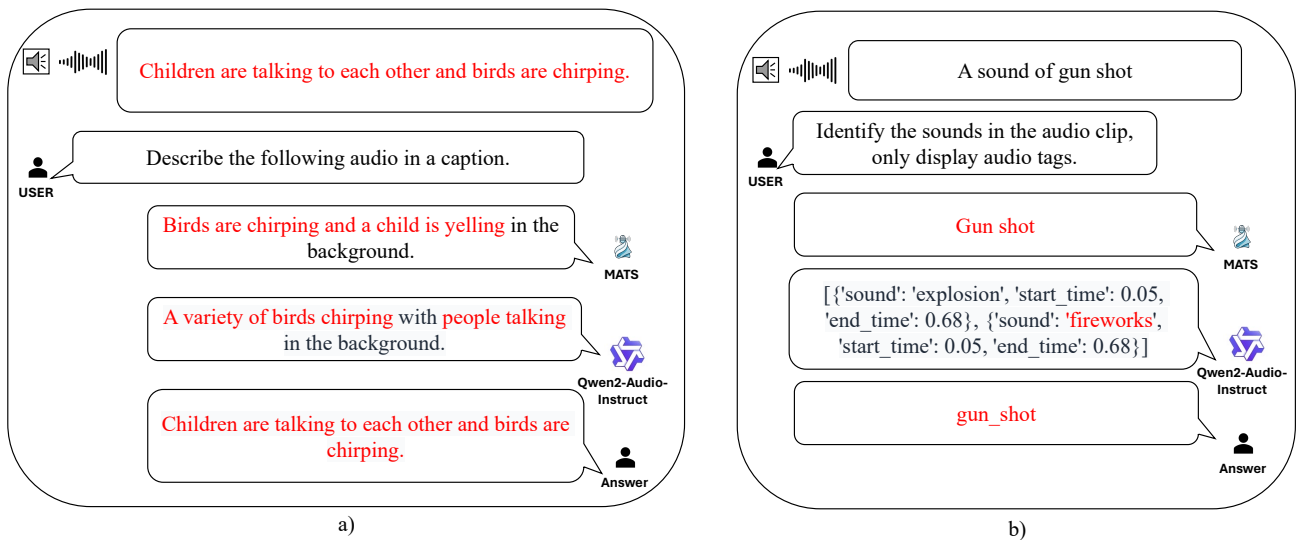 Children are talking to each other and birds are chirping.
Describe the following audio in a caption.
USER
Birds are chirping and a child is yelling in the
background.
MATS
A variety of birds chirping with people talking
in the background.
Qwen2-Audio-
Instruct
Children are talking to each other and birds are
chirping.
Answer
a)
A sound of gun shot
Identify the sounds in the audio clip,
only display audio tags.
USER
Gun shot
MATS
[{'sound': 'explosion', 'start_time': 0.05,
'end_time': 0.68}, {'sound': 'fireworks',
'start_time': 0.05, 'end_time': 0.68}]
Qwen2-Audio-
Instruct
gun_shot
Answer
b)